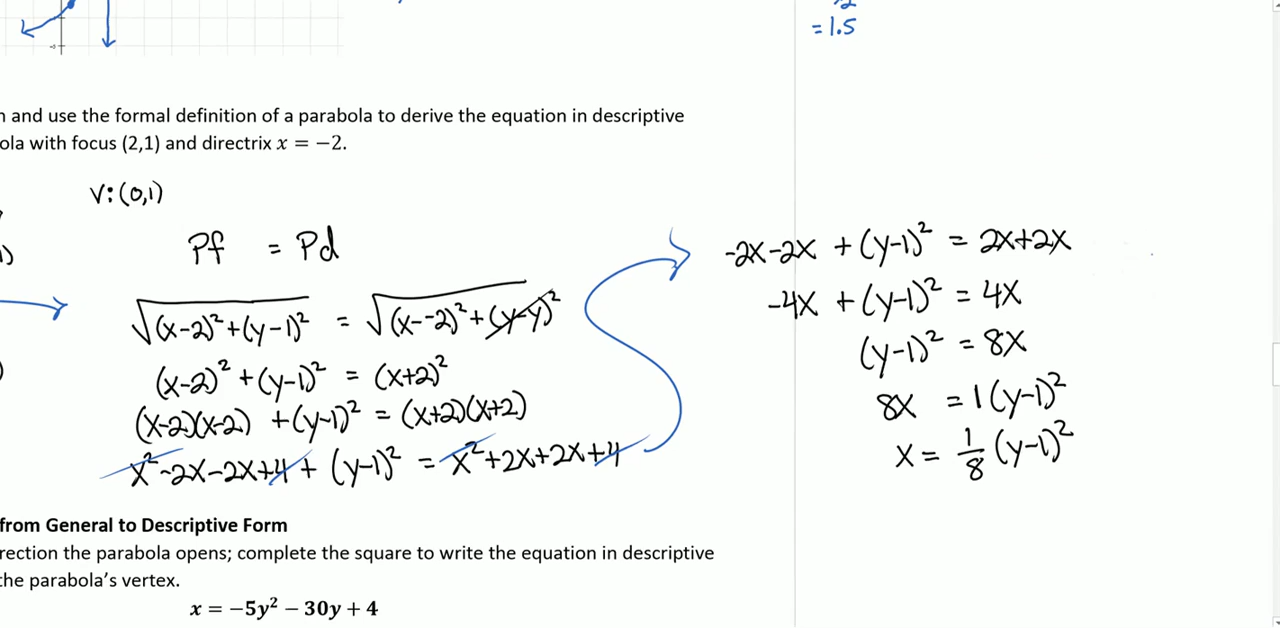 = 1.5
and use the formal definition of a parabola to derive the equation in descriptive
with focus (2,1) and directrix x = −2.
V: (0,1)
Pf = Pd
√((x-2)²+(y-1)²) = √((x--2)²+(y-y)²)
(x-2)² + (y-1)² = (x+2)²
(x-2)(x-2) + (y-1)² = (x+2)(x+2)
x²-2x-2x+4 + (y-1)² = x²+2x+2x+4
-2x-2x + (y-1)² = 2x+2x
-4x + (y-1)² = 4x
(y-1)² = 8x
8x = 1(y-1)²
x = 1/8 (y-1)²
from General to Descriptive Form
the parabola opens; complete the square to write the equation in descriptive
the parabola's vertex.
x = −5y² − 30y + 4